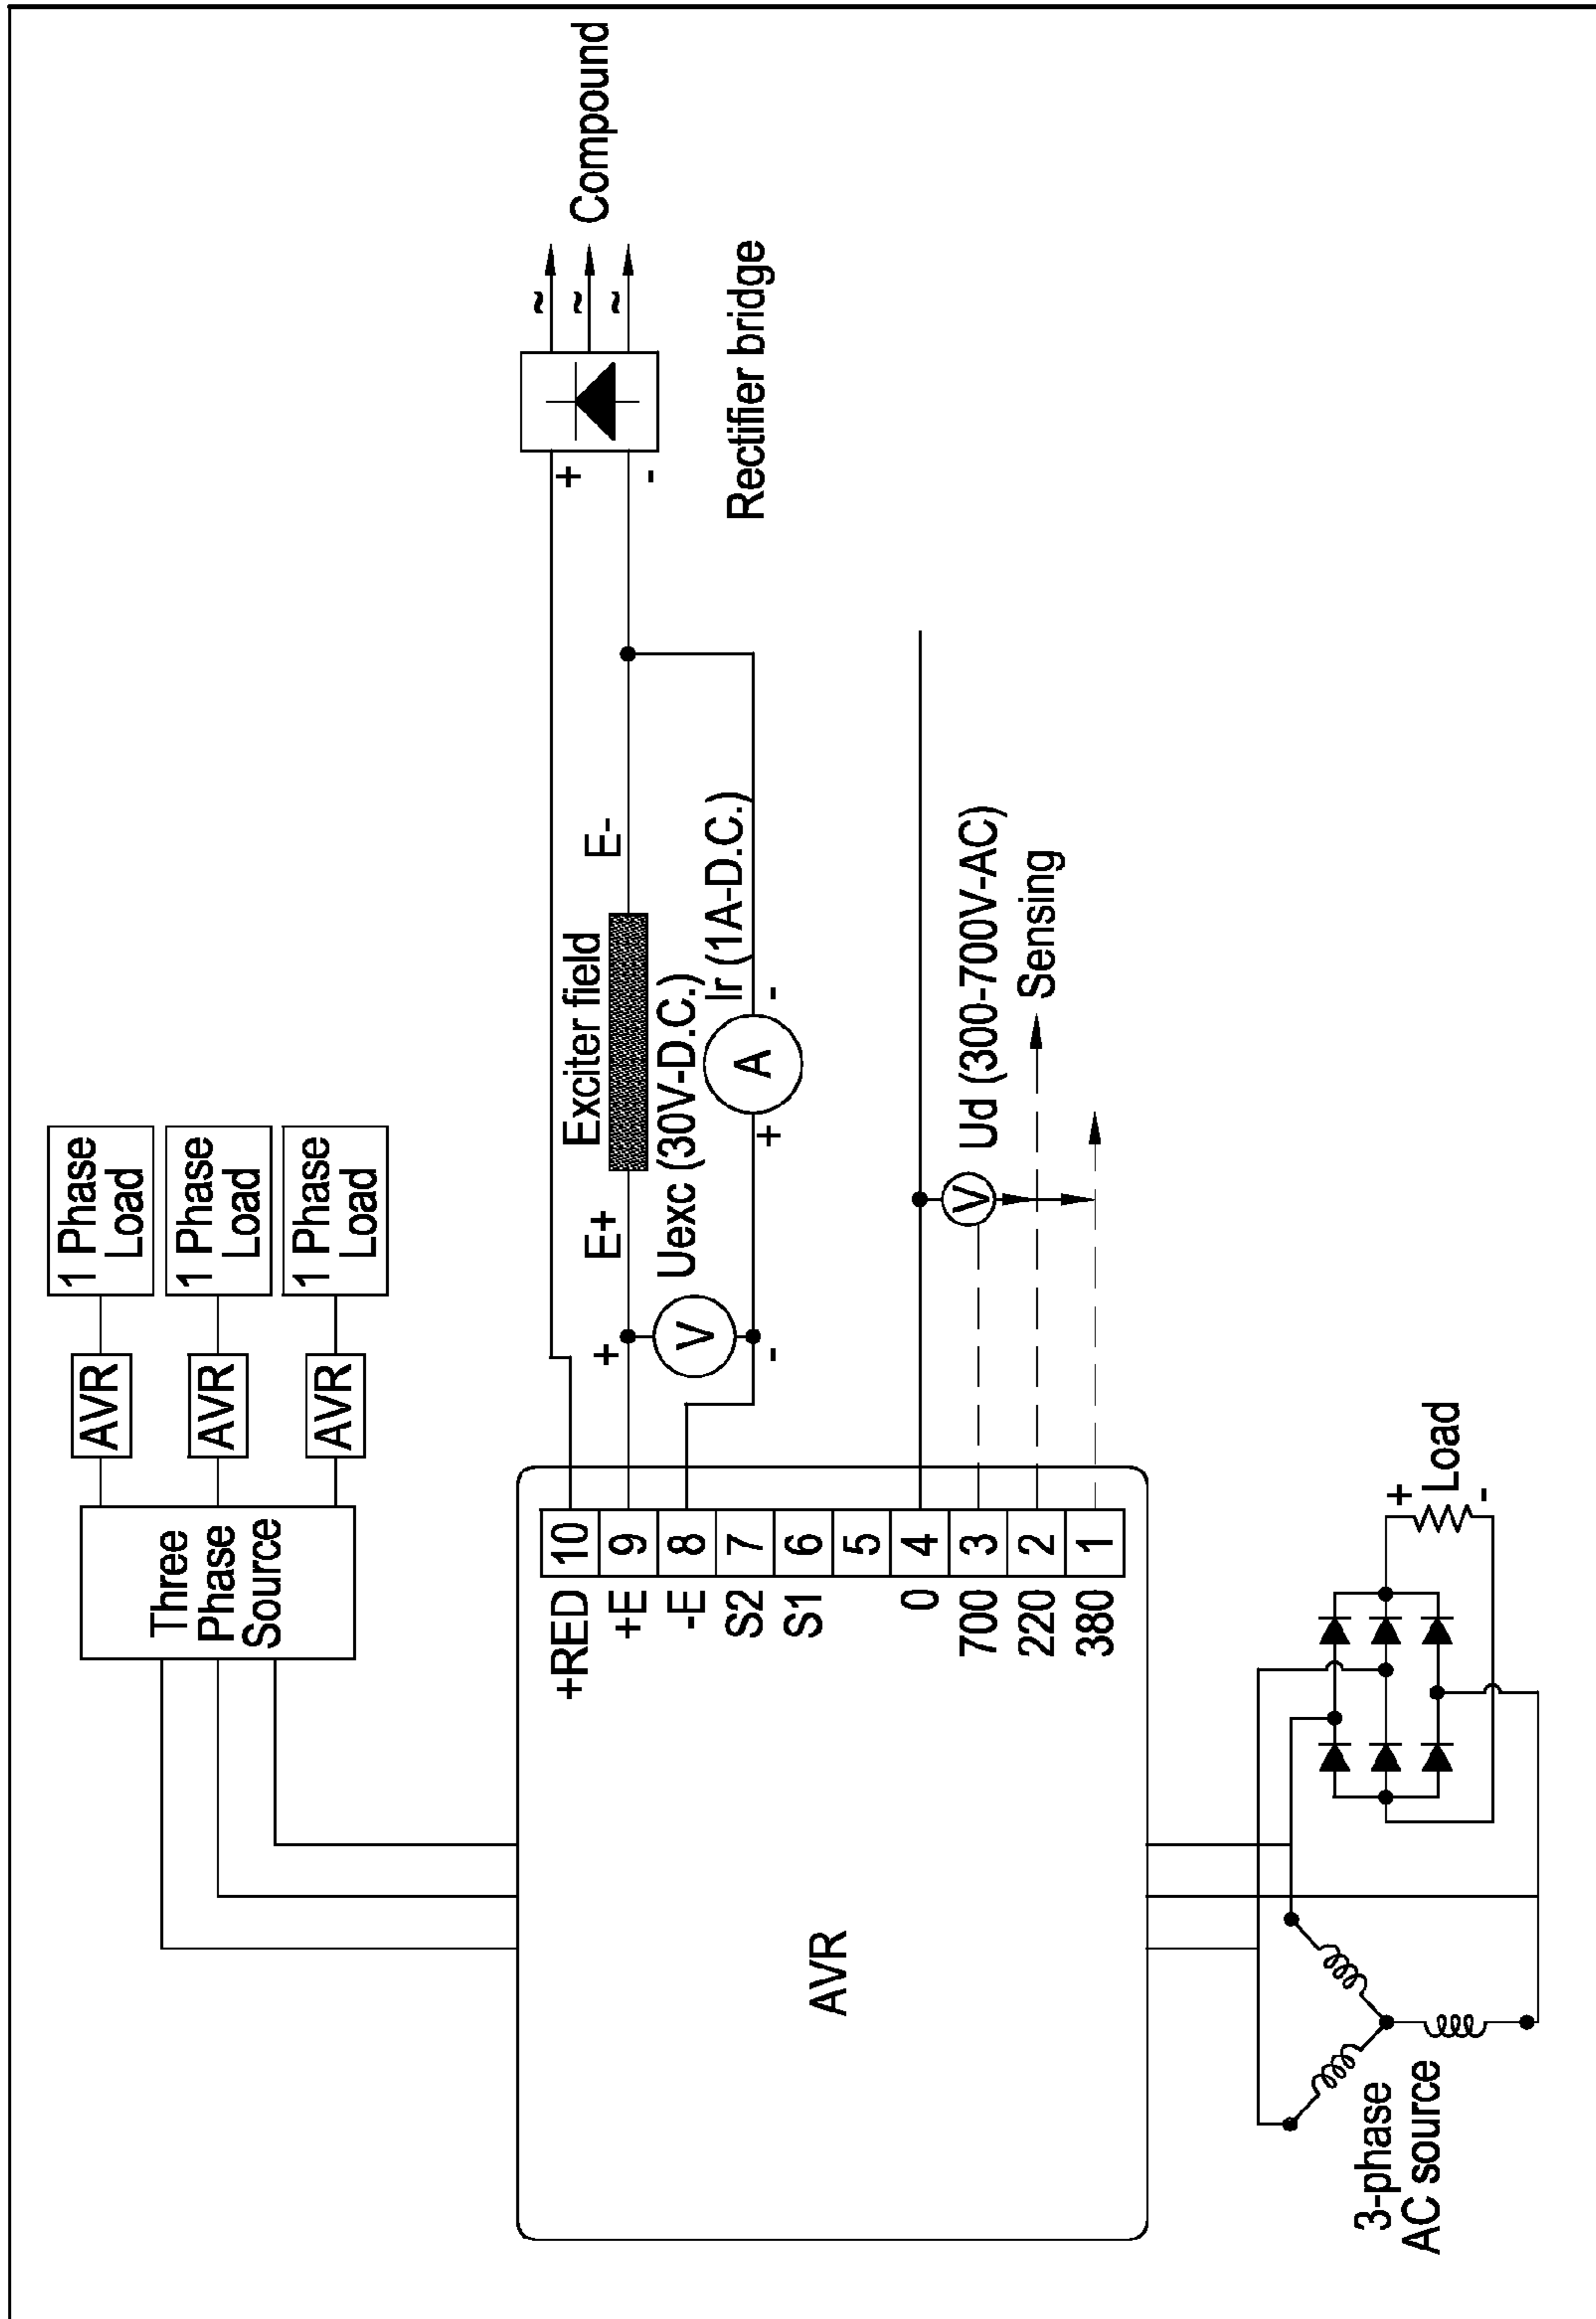 Three
Phase
Source
AVR
AVR
AVR
1 Phase
Load
1 Phase
Load
1 Phase
Load
+RED 10
+E 9
-E 8
S2 7
S1 6
5
0 4
700 3
220 2
380 1
AVR
+
E+
Exciter field
E-
V
Uexc (30V-D.C.)
-
+
A
-
Ir (1A-D.C.)
+
-
~
~
~
Compound
Rectifier bridge
V
Ud (300-700V-AC)
Sensing
3-phase
AC source
+
Load
-